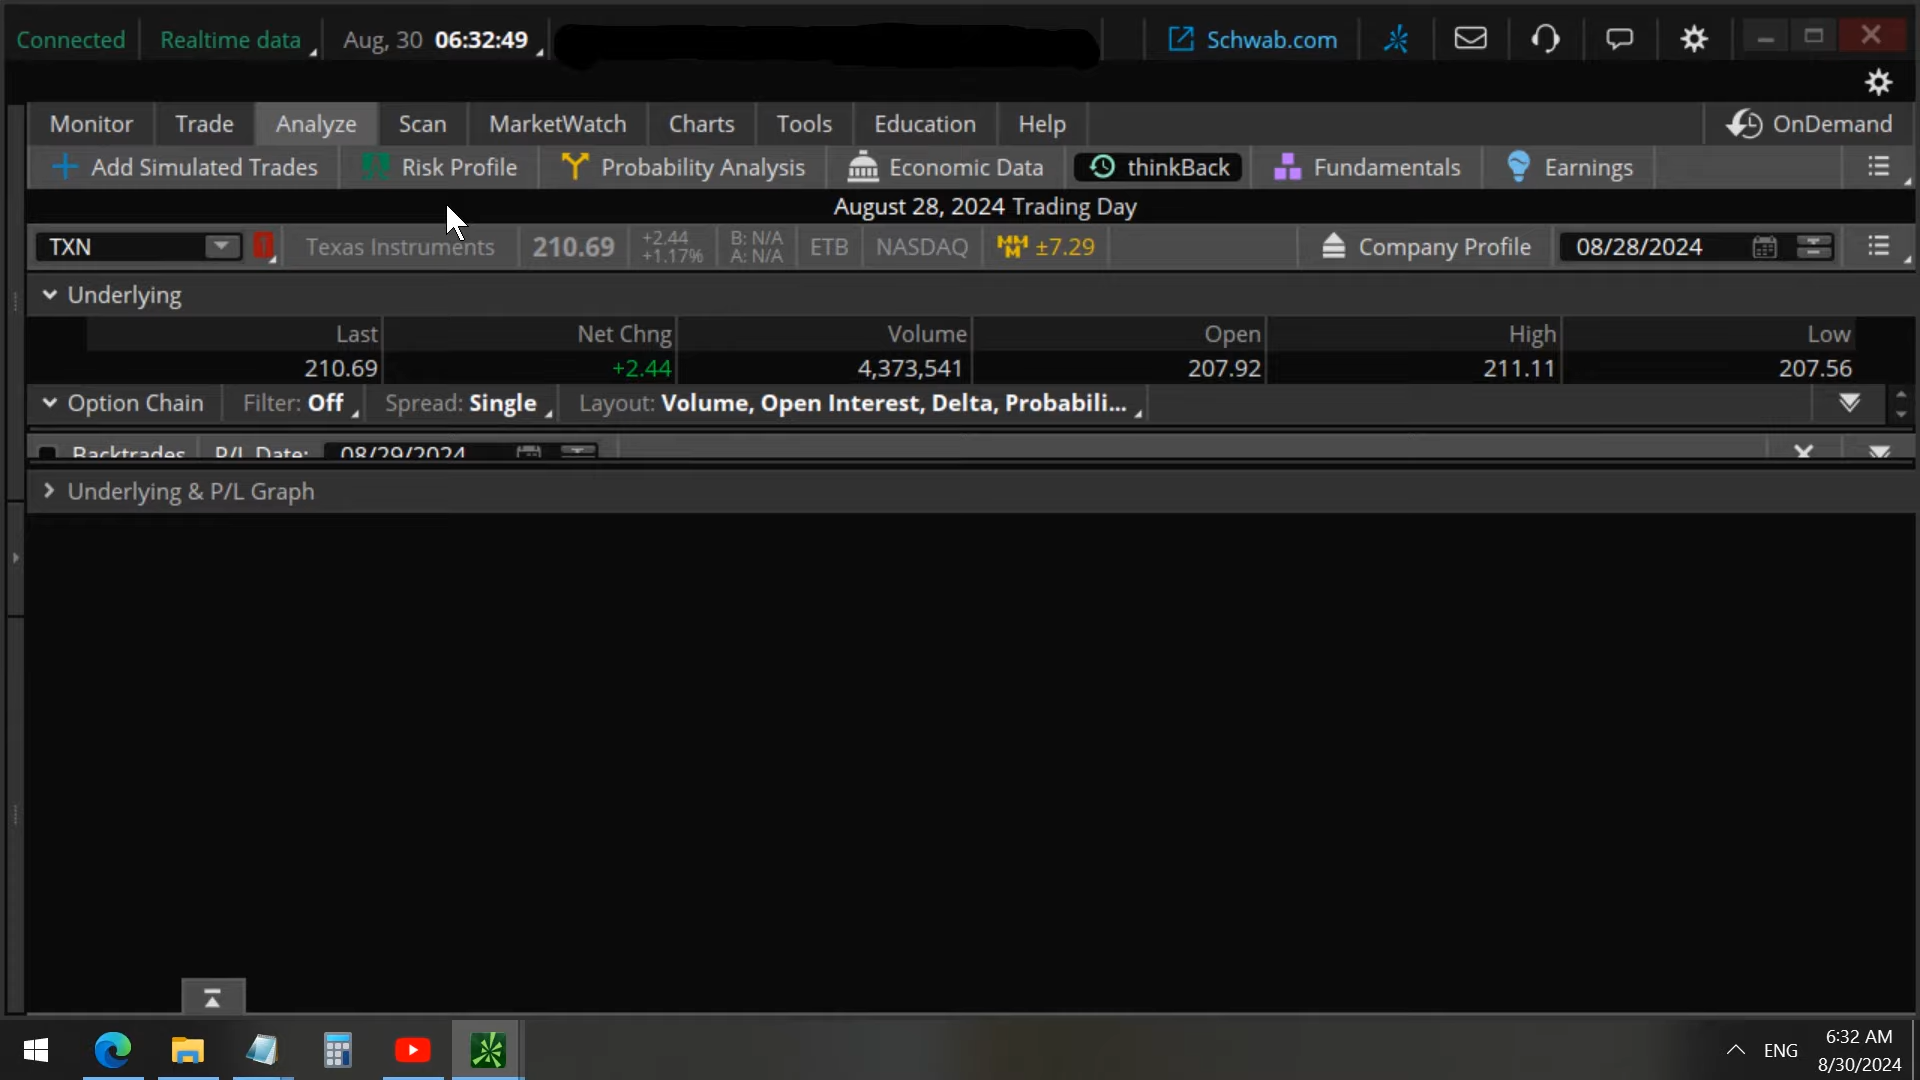 Connected Realtime data Aug, 30 06:32:49 Schwab.com
Monitor Trade Analyze Scan MarketWatch Charts Tools Education Help OnDemand
Add Simulated Trades Risk Profile Probability Analysis Economic Data thinkBack Fundamentals Earnings
August 28, 2024 Trading Day
TXN Texas Instruments 210.69 +2.44 +1.17% B: N/A A: N/A ETB NASDAQ ±7.29 Company Profile 08/28/2024
Underlying
Last Net Chng Volume Open High Low
210.69 +2.44 4,373,541 207.92 211.11 207.56
Option Chain Filter: Off Spread: Single Layout: Volume, Open Interest, Delta, Probabili...
Backtrades P/L Date: 08/29/2024
Underlying & P/L Graph
ENG 6:32 AM
8/30/2024